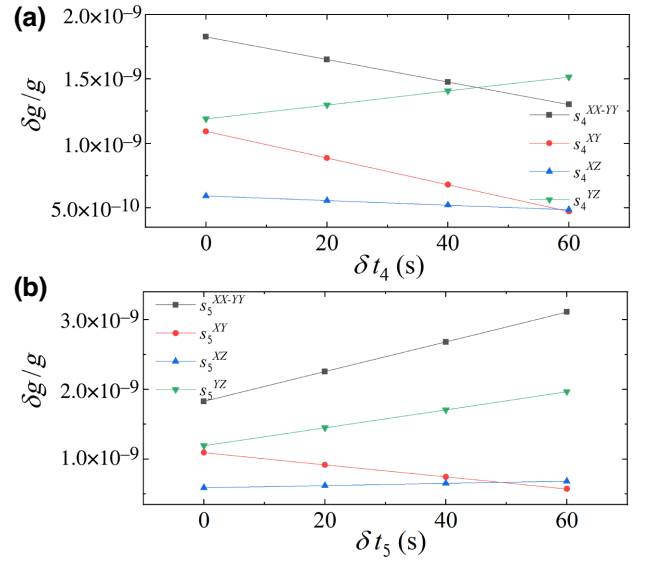 (a)
δg/g
2.0×10⁻⁹
1.5×10⁻⁹
1.0×10⁻⁹
5.0×10⁻¹⁰
s₄^XX-YY
s₄^XY
s₄^XZ
s₄^YZ
0 20 40 60
δt₄ (s)
(b)
δg/g
3.0×10⁻⁹
2.0×10⁻⁹
1.0×10⁻⁹
s₅^XX-YY
s₅^XY
s₅^XZ
s₅^YZ
0 20 40 60
δt₅ (s)